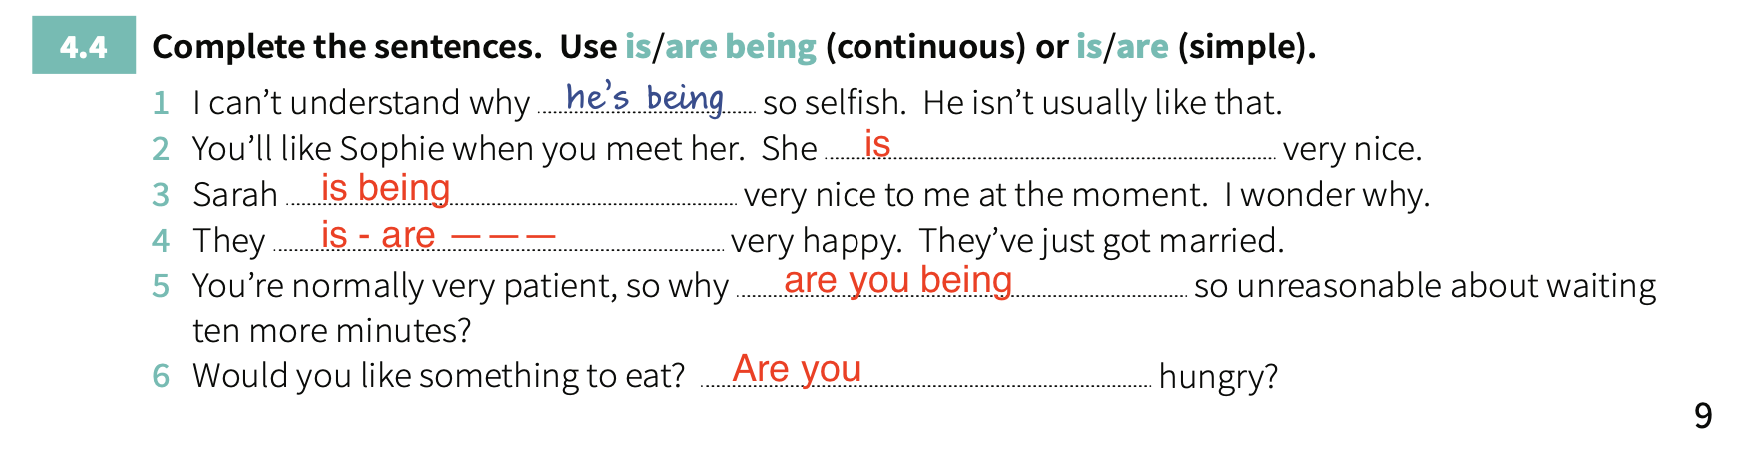 4.4 Complete the sentences. Use is/are being (continuous) or is/are (simple).
1 I can't understand why he's being so selfish. He isn't usually like that.
2 You'll like Sophie when you meet her. She is very nice.
3 Sarah is being very nice to me at the moment. I wonder why.
4 They is - are — — — very happy. They've just got married.
5 You're normally very patient, so why are you being so unreasonable about waiting
ten more minutes?
6 Would you like something to eat? Are you hungry?
9